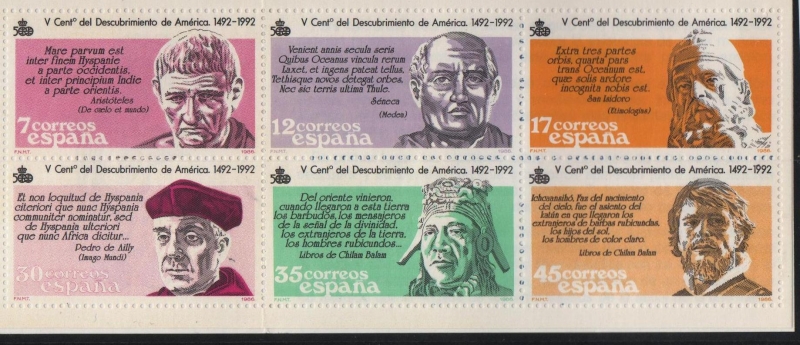 500 V Centº del Descubrimiento de América. 1492-1992
Mare parvum est
inter finem Hyspanie
a parte occidentis,
et inter principium Indie
a parte orientis.
Aristóteles
(De cielo et mundo)
7 correos
españa
F.N.M.T. 1986.
500 V Centº del Descubrimiento de América. 1492-1992
Venient annis secula seris
Quibus Oceanus vincula rerum
Laxet, et ingens pateat tellus,
Tethisque novos detegat orbes,
Nec sic terris ultima Thule.
Séneca
(Medea)
12 correos
españa
F.N.M.T. 1986.
500 V Centº del Descubrimiento de América. 1492-1992
Extra tres partes
orbis, quarta pars
trans Oceanum est,
quæ solis ardore
incognita nobis est.
San Isidoro
(Etimologías)
17 correos
españa
F.N.M.T. 1986.
500 V Centº del Descubrimiento de América. 1492-1992
Et non loquitud de Hyspania
citeriori que nunc Hyspania
communiter nominatur, sed
de Hyspania ulteriori
que nunc Africa dicitur...
Pedro de Ailly
(Imago Mundi)
30 correos
españa
F.N.M.T. 1986.
500 V Centº del Descubrimiento de América. 1492-1992
Del oriente vinieron,
cuando llegaron a esta tierra
los barbudos, los mensajeros
de la señal de la divinidad,
los extranjeros de la tierra,
los hombres rubicundos...
Libros de Chilam Balam
35 correos
españa
F.N.M.T. 1986.
500 V Centº del Descubrimiento de América. 1492-1992
Faz del nacimiento
del cielo, fue el asiento del
katún en que llegaron los
extranjeros de barbas rubicundas,
los hijos del sol,
los hombres de color claro.
Libros de Chilam Balam
45 correos
españa
F.N.M.T. 1986.